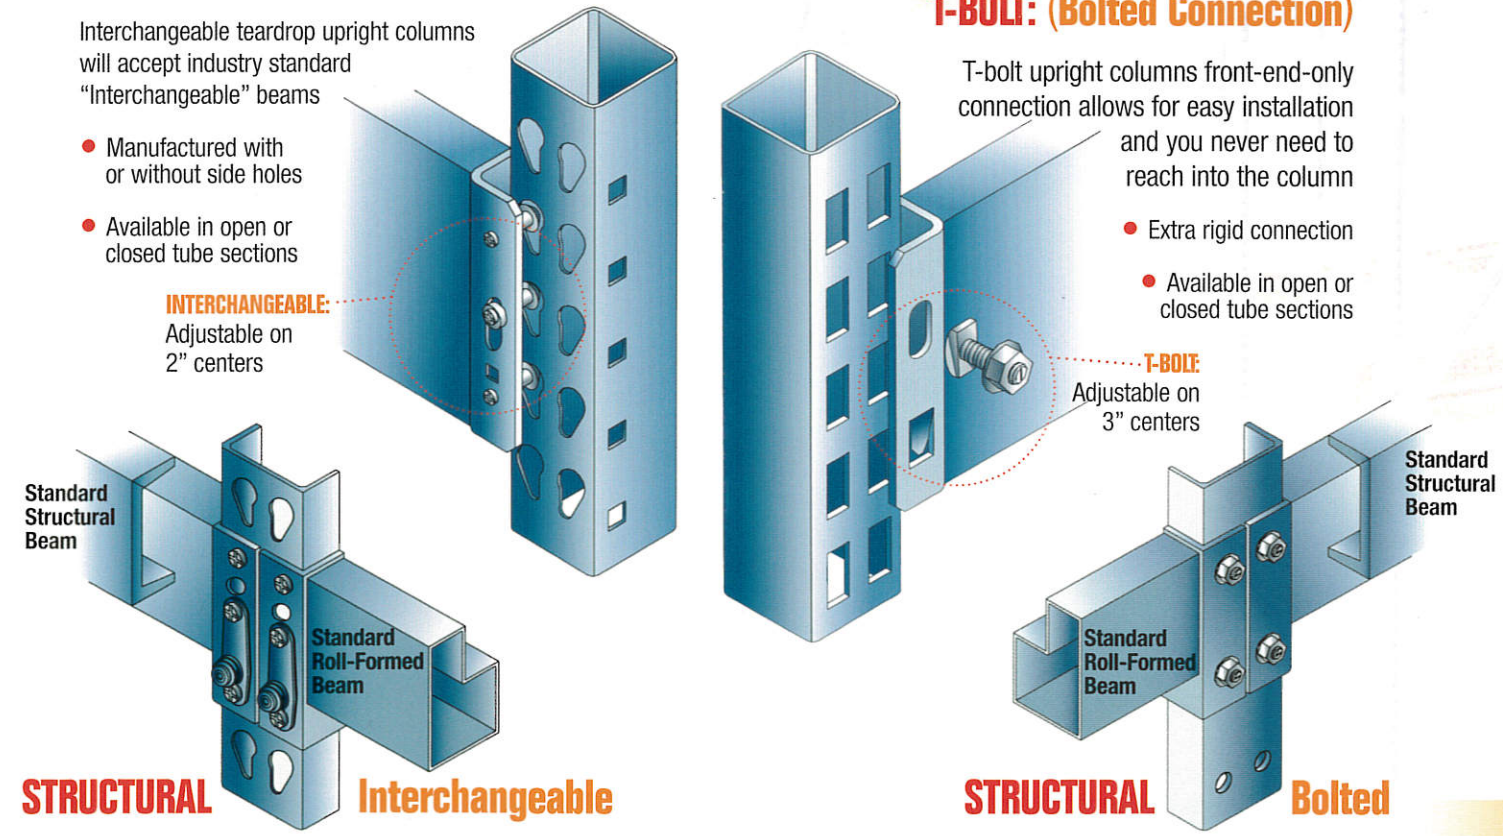 Interchangeable teardrop upright columns
will accept industry standard
“Interchangeable” beams
Manufactured with
or without side holes
Available in open or
closed tube sections
INTERCHANGEABLE:
Adjustable on
2” centers
T-BOLT: (Bolted Connection)
T-bolt upright columns front-end-only
connection allows for easy installation
and you never need to
reach into the column
Extra rigid connection
Available in open or
closed tube sections
T-BOLT:
Adjustable on
3” centers
Standard
Structural
Beam
Standard
Roll-Formed
Beam
STRUCTURAL Interchangeable
Standard
Structural
Beam
Standard
Roll-Formed
Beam
STRUCTURAL Bolted